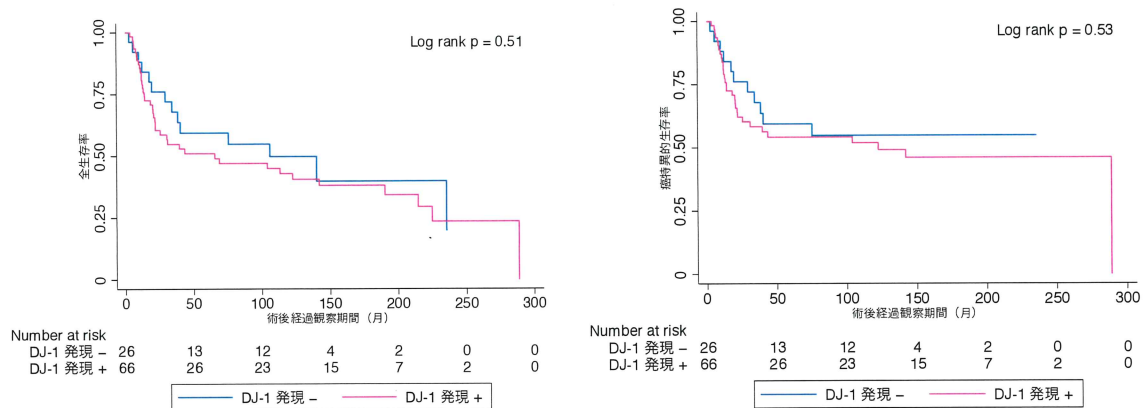 Log rank p = 0.51
全生存率
1.00
0.75
0.50
0.25
0
0 50 100 150 200 250 300
術後経過観察期間（月）
Number at risk
DJ-1 発現 − 26 13 12 4 2 0 0
DJ-1 発現 + 66 26 23 15 7 2 0
DJ-1 発現 − DJ-1 発現 +
Log rank p = 0.53
癌特異的生存率
1.00
0.75
0.50
0.25
0
0 50 100 150 200 250 300
術後経過観察期間（月）
Number at risk
DJ-1 発現 − 26 13 12 4 2 0 0
DJ-1 発現 + 66 26 23 15 7 2 0
DJ-1 発現 − DJ-1 発現 +